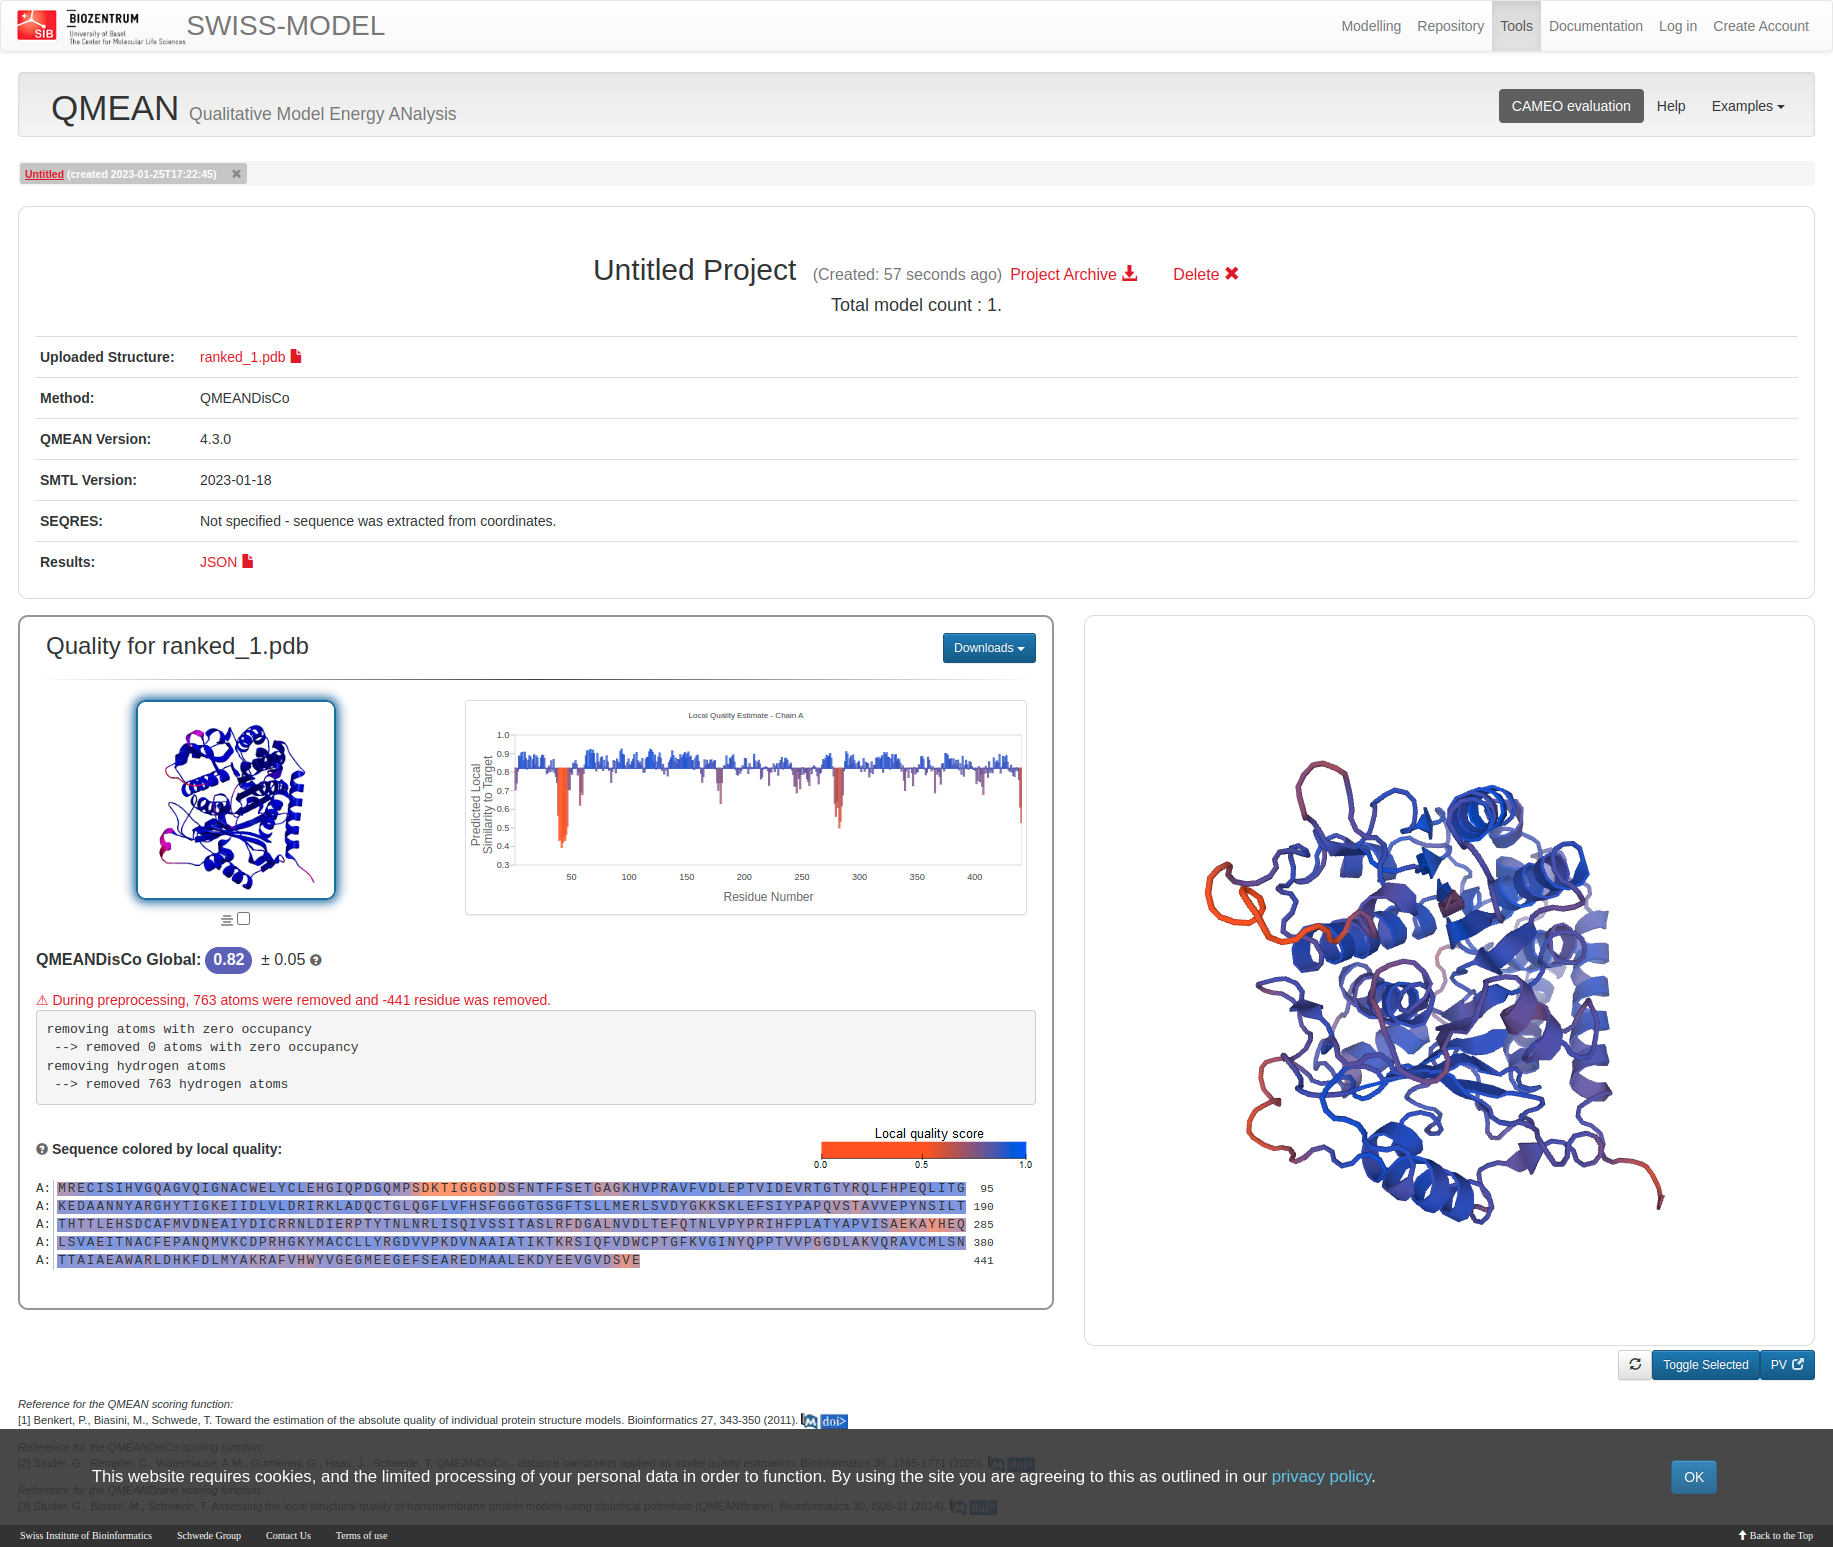 SIB
BIOZENTRUM
University of Basel
The Center for Molecular Life Sciences
SWISS-MODEL
Modelling Repository Tools Documentation Log in Create Account
QMEAN Qualitative Model Energy ANalysis
CAMEO evaluation Help Examples
Untitled (created 2023-01-25T17:22:45) ✖
Untitled Project (Created: 57 seconds ago) Project Archive Delete ✖
Total model count : 1.
Uploaded Structure: ranked_1.pdb
Method: QMEANDisCo
QMEAN Version: 4.3.0
SMTL Version: 2023-01-18
SEQRES: Not specified - sequence was extracted from coordinates.
Results: JSON
Quality for ranked_1.pdb
Downloads
Local Quality Estimate - Chain A
Predicted Local
Similarity to Target
1.0
0.9
0.8
0.7
0.6
0.5
0.4
0.3
50 100 150 200 250 300 350 400
Residue Number
QMEANDisCo Global: 0.82 ± 0.05
⚠ During preprocessing, 763 atoms were removed and -441 residue was removed.
removing atoms with zero occupancy
--> removed 0 atoms with zero occupancy
removing hydrogen atoms
--> removed 763 hydrogen atoms
Sequence colored by local quality:
Local quality score
0.0 0.5 1.0
A: MRECISIHVGQAGVQIGNACWELYCLEHGIQPDGQMPSDKTIGGGDDSFNTFFSETGAGKHVPRAVFVDLEPTVIDEVRTGTYRQLFHPEQLITG 95
A: KEDAANNYARGHYTIGKEIIDLVLDRIRKLADQCTGLQGFLVFHSFGGGTGSGFTSLLMERLSVDYGKKSKLEFSIYPAPQVSTAVVEPYNSILT 190
A: THTTLEHSDCAFMVDNEAIYDICRRNLDIERPTYTNLNRLISQIVSSITASLRFDGALNVDLTEFQTNLVPYPRIHFPLATYAPVISAEKAYHEQ 285
A: LSVAEITNACFEPANQMVKCDPRHGKYMACCLLYRGDVVPKDVNAAIATIKTKRSIQFVDWCPTGFKVGINYQPPTVVPGGDLAKVQRAVCMLSN 380
A: TTAIAEAWARLDHKFDLMYAKRAFVHWYVGEGMEEGEFSEAREDMAALEKDYEEVGVDSVE 441
Toggle Selected PV
Reference for the QMEAN scoring function:
[1] Benkert, P., Biasini, M., Schwede, T. Toward the estimation of the absolute quality of individual protein structure models. Bioinformatics 27, 343-350 (2011). doi>
Reference for the QMEANDisCo scoring function:
[2] Studer, G., Rempfer, C., Waterhouse, A.M., Gumienny, G., Haas, J., Schwede, T. QMEANDisCo - distance constraints applied on model quality estimation. Bioinformatics 36, 1765-1771 (2020). doi>
This website requires cookies, and the limited processing of your personal data in order to function. By using the site you are agreeing to this as outlined in our privacy policy.
OK
Reference for the QMEANBrane scoring function:
[3] Studer, G., Biasini, M., Schwede, T. Assessing the local structural quality of transmembrane protein models using statistical potentials (QMEANBrane). Bioinformatics 30, i505-11 (2014). doi>
Swiss Institute of Bioinformatics Schwede Group Contact Us Terms of use Back to the Top